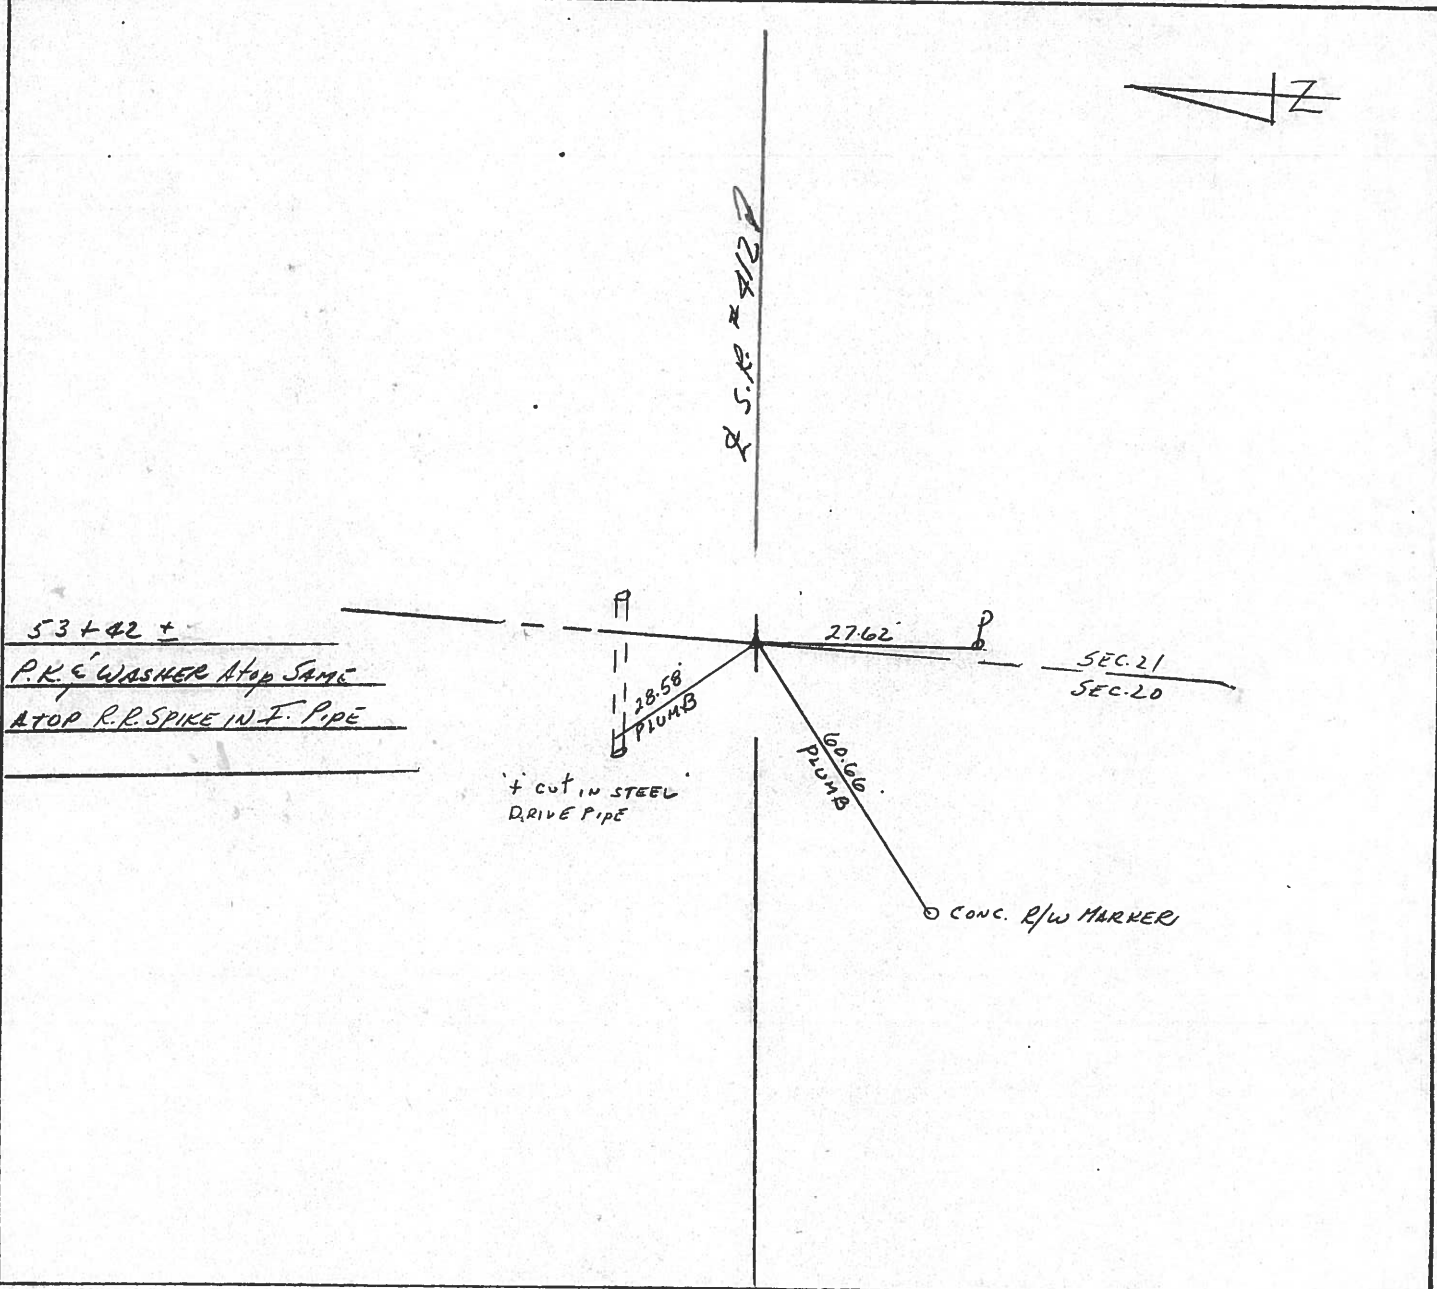 Z
℄ S.R. # 412
27.62'
P
SEC. 21
SEC. 20
53+42 ±
P.K. & WASHER Atop SAME
ATOP R.R. SPIKE IN I. PIPE
28.58'
PLUMB
60.66
PLUMB
'+' cut IN STEEL
DRIVE PIPE
CONC. R/W MARKER